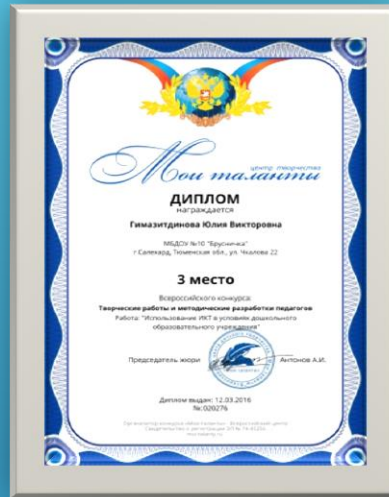 центр творчества
Мои таланты
ДИПЛОМ
награждается
Гимазитдинова Юлия Викторовна
МБДОУ №10 "Брусничка"
г Салехард, Тюменская обл., ул. Чкалова 22
3 место
Всероссийского конкурса:
Творческие работы и методические разработки педагогов
Работа: "Использование ИКТ в условиях дошкольного
образовательного учреждения"
Председатель жюри Антонов А.И.
Диплом выдан: 12.03.2016
№: 020276